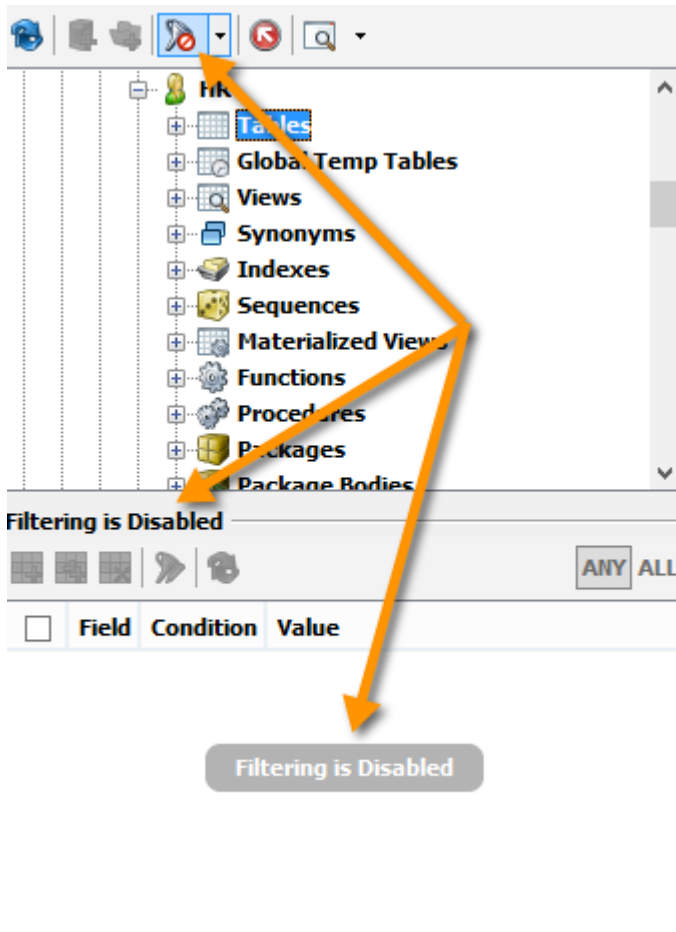 HR
Tables
Global Temp Tables
Views
Synonyms
Indexes
Sequences
Materialized Views
Functions
Procedures
Packages
Package Bodies
Filtering is Disabled
ANY ALL
Field Condition Value
Filtering is Disabled